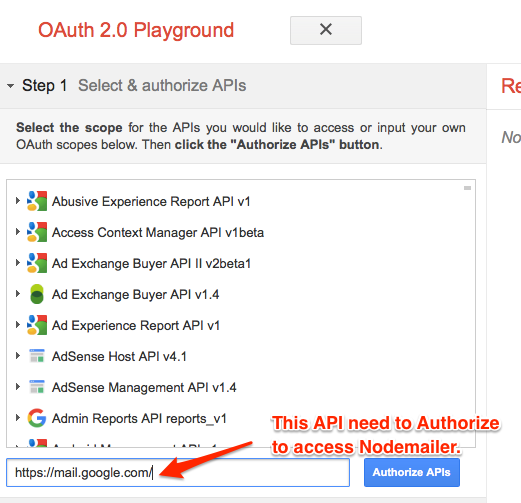 OAuth 2.0 Playground
Step 1 Select & authorize APIs
Select the scope for the APIs you would like to access or input your own
OAuth scopes below. Then click the "Authorize APIs" button.
Abusive Experience Report API v1
Access Context Manager API v1beta
Ad Exchange Buyer API II v2beta1
Ad Exchange Buyer API v1.4
Ad Experience Report API v1
AdSense Host API v4.1
AdSense Management API v1.4
Admin Reports API reports_v1
This API need to Authorize
to access Nodemailer.
https://mail.google.com/
Authorize APIs
Re
No